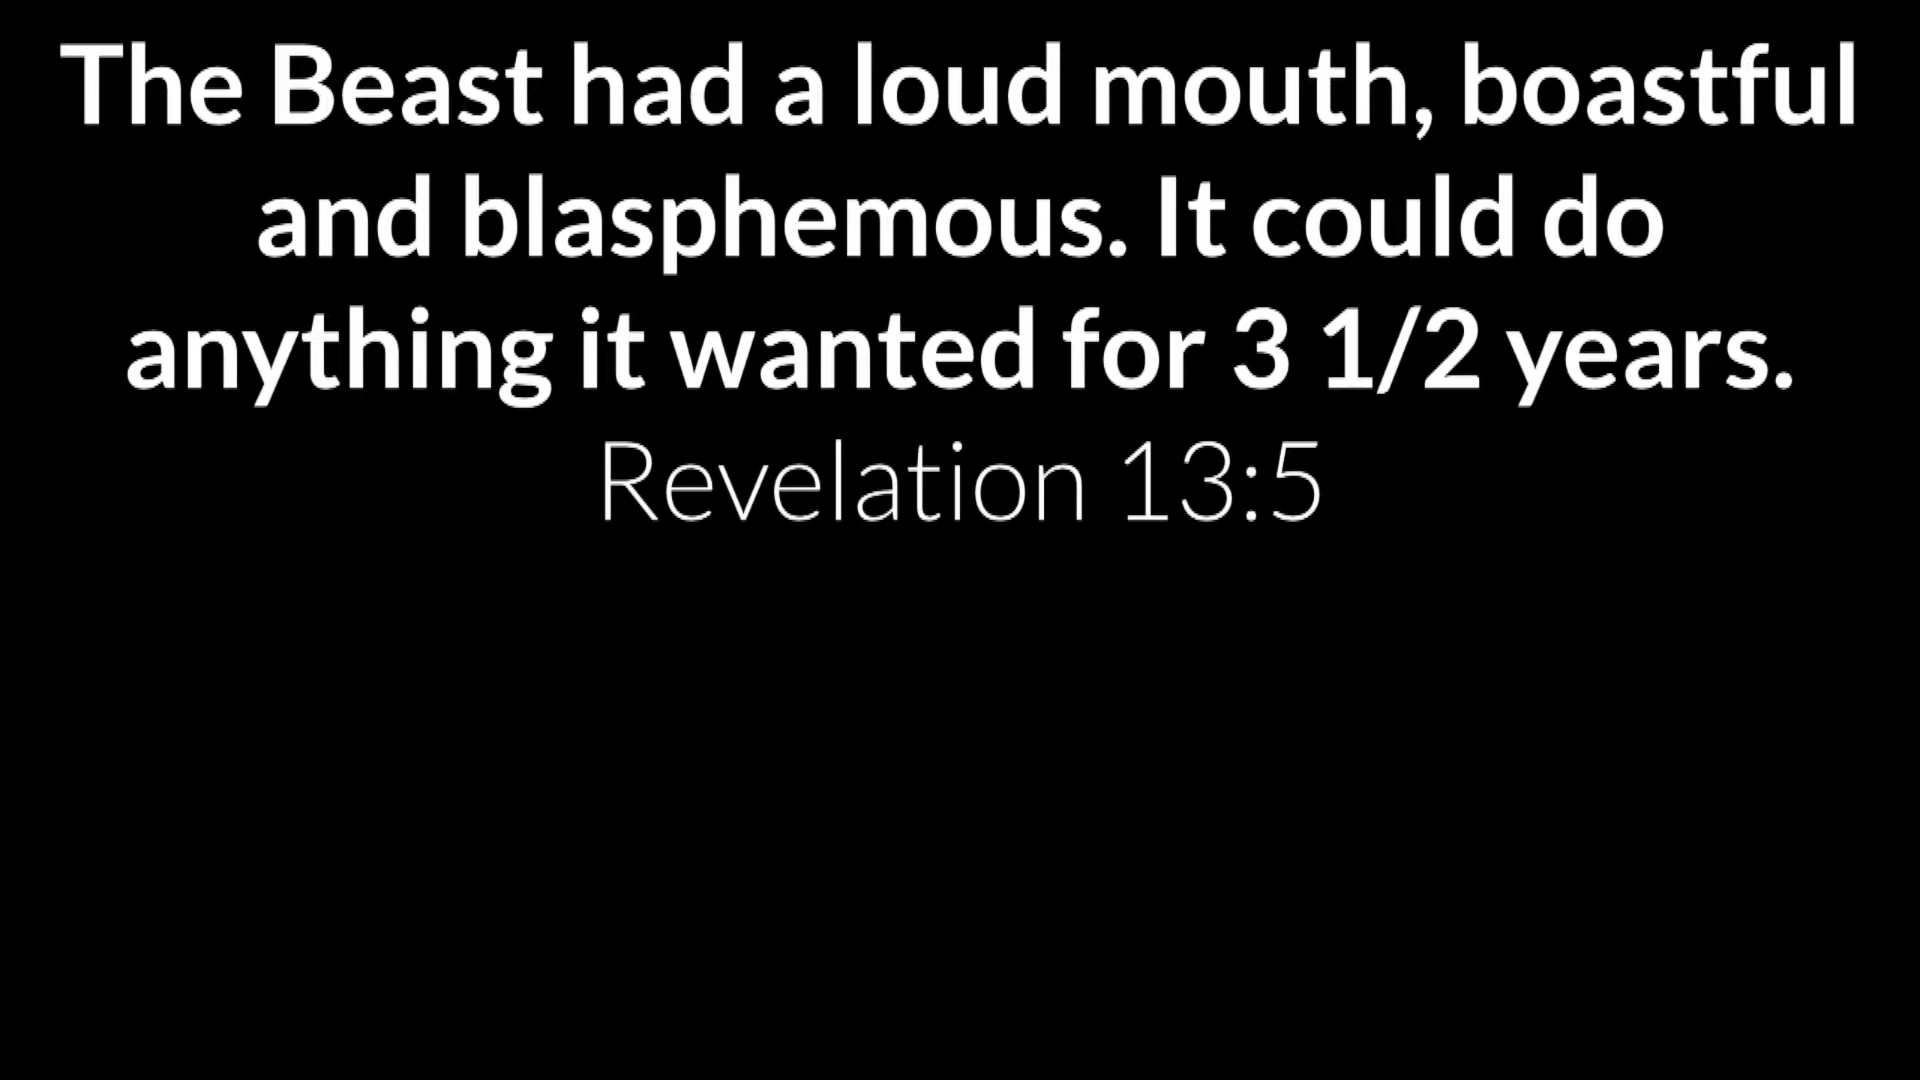 The Beast had a loud mouth, boastful
and blasphemous. It could do
anything it wanted for 3 1/2 years.
Revelation 13:5